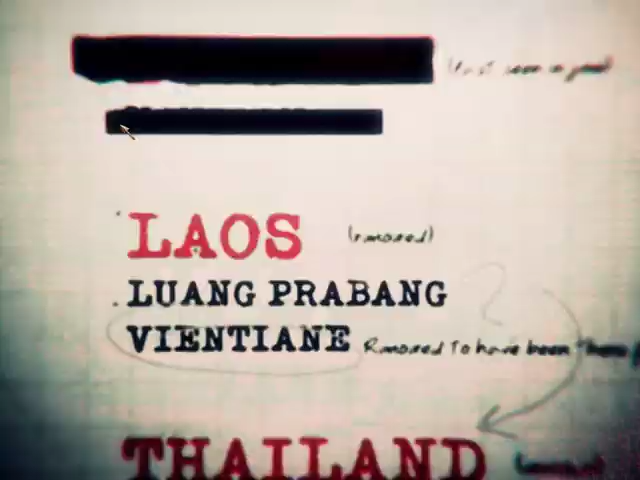 LAOS (rumored)
LUANG PRABANG
VIENTIANE Rumored To have been
THAILAND